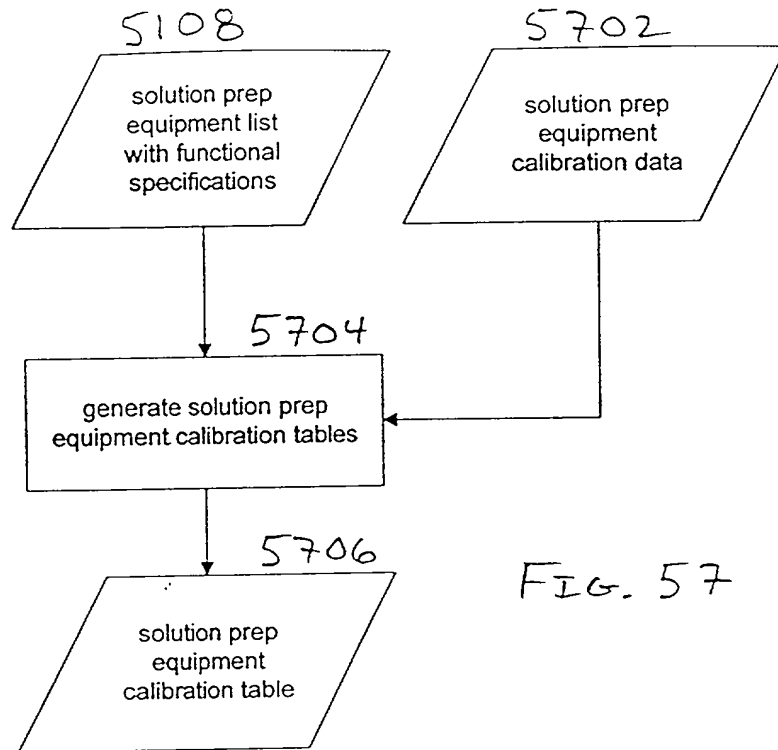 5108
solution prep
equipment list
with functional
specifications
5702
solution prep
equipment
calibration data
5704
generate solution prep
equipment calibration tables
5706
solution prep
equipment
calibration table
FIG. 57